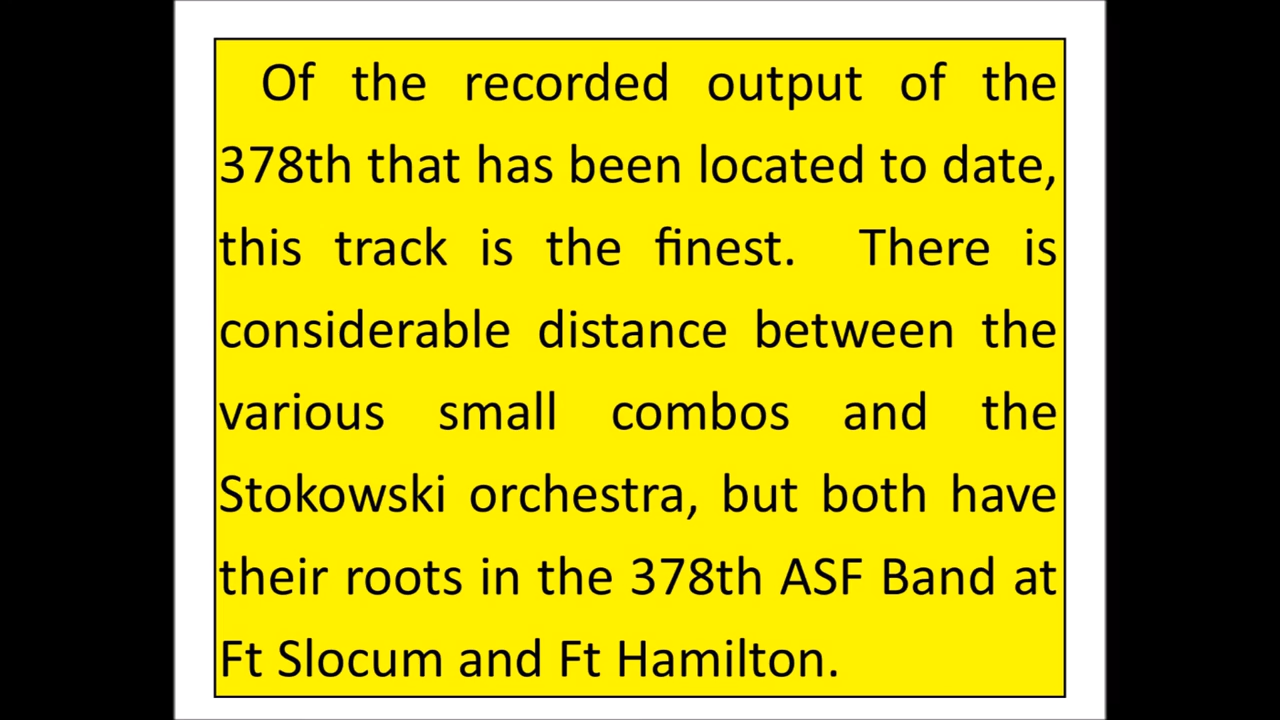 Of the recorded output of the
378th that has been located to date,
this track is the finest. There is
considerable distance between the
various small combos and the
Stokowski orchestra, but both have
their roots in the 378th ASF Band at
Ft Slocum and Ft Hamilton.